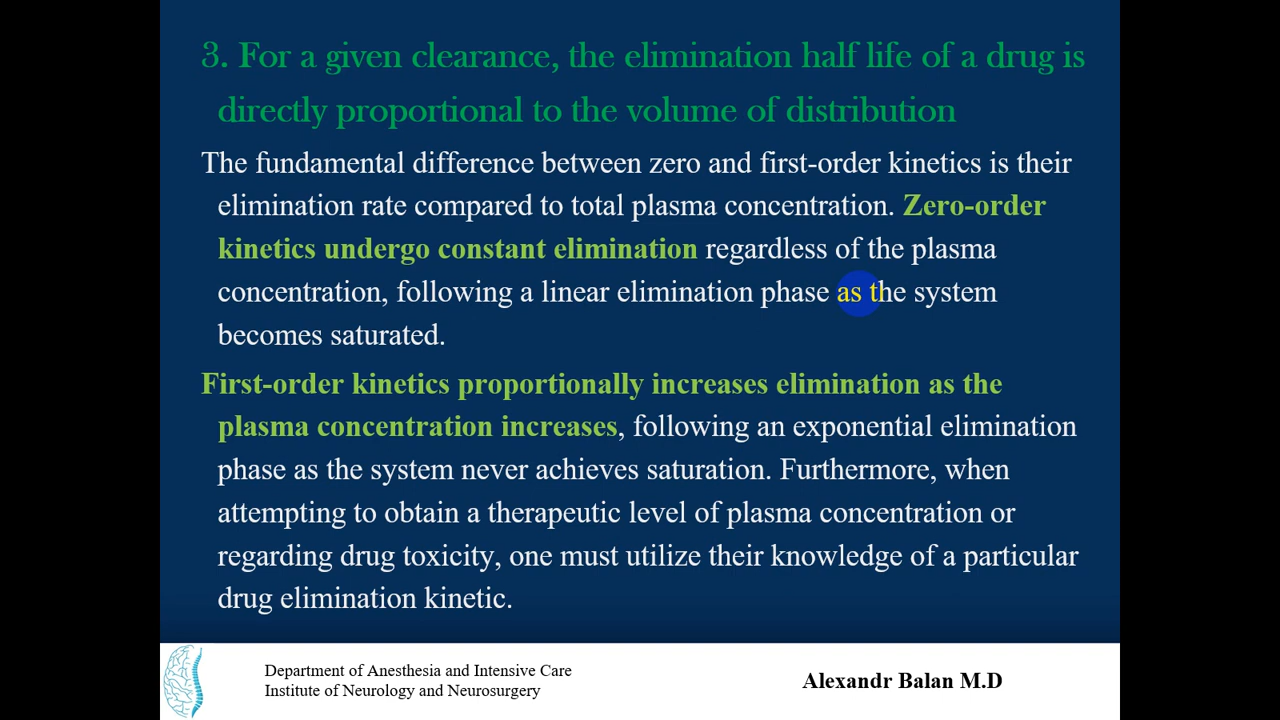 3. For a given clearance, the elimination half life of a drug is
directly proportional to the volume of distribution
The fundamental difference between zero and first-order kinetics is their
elimination rate compared to total plasma concentration. Zero-order
kinetics undergo constant elimination regardless of the plasma
concentration, following a linear elimination phase as the system
becomes saturated.
First-order kinetics proportionally increases elimination as the
plasma concentration increases, following an exponential elimination
phase as the system never achieves saturation. Furthermore, when
attempting to obtain a therapeutic level of plasma concentration or
regarding drug toxicity, one must utilize their knowledge of a particular
drug elimination kinetic.
Department of Anesthesia and Intensive Care
Institute of Neurology and Neurosurgery
Alexandr Balan M.D